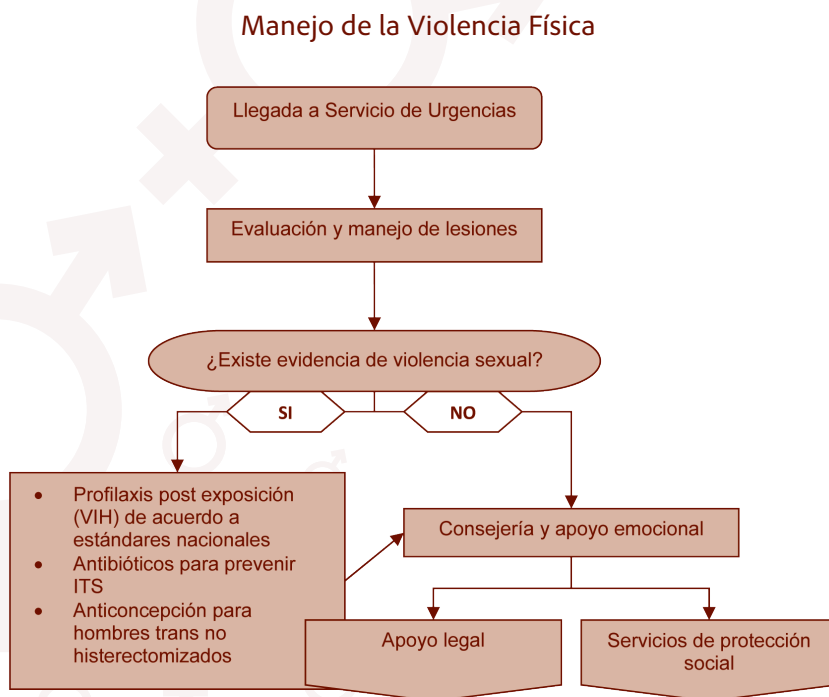 Manejo de la Violencia Física
Llegada a Servicio de Urgencias
Evaluación y manejo de lesiones
¿Existe evidencia de violencia sexual?
SI
NO
• Profilaxis post exposición
(VIH) de acuerdo a
estándares nacionales
• Antibióticos para prevenir
ITS
• Anticoncepción para
hombres trans no
histerectomizados
Consejería y apoyo emocional
Apoyo legal
Servicios de protección
social